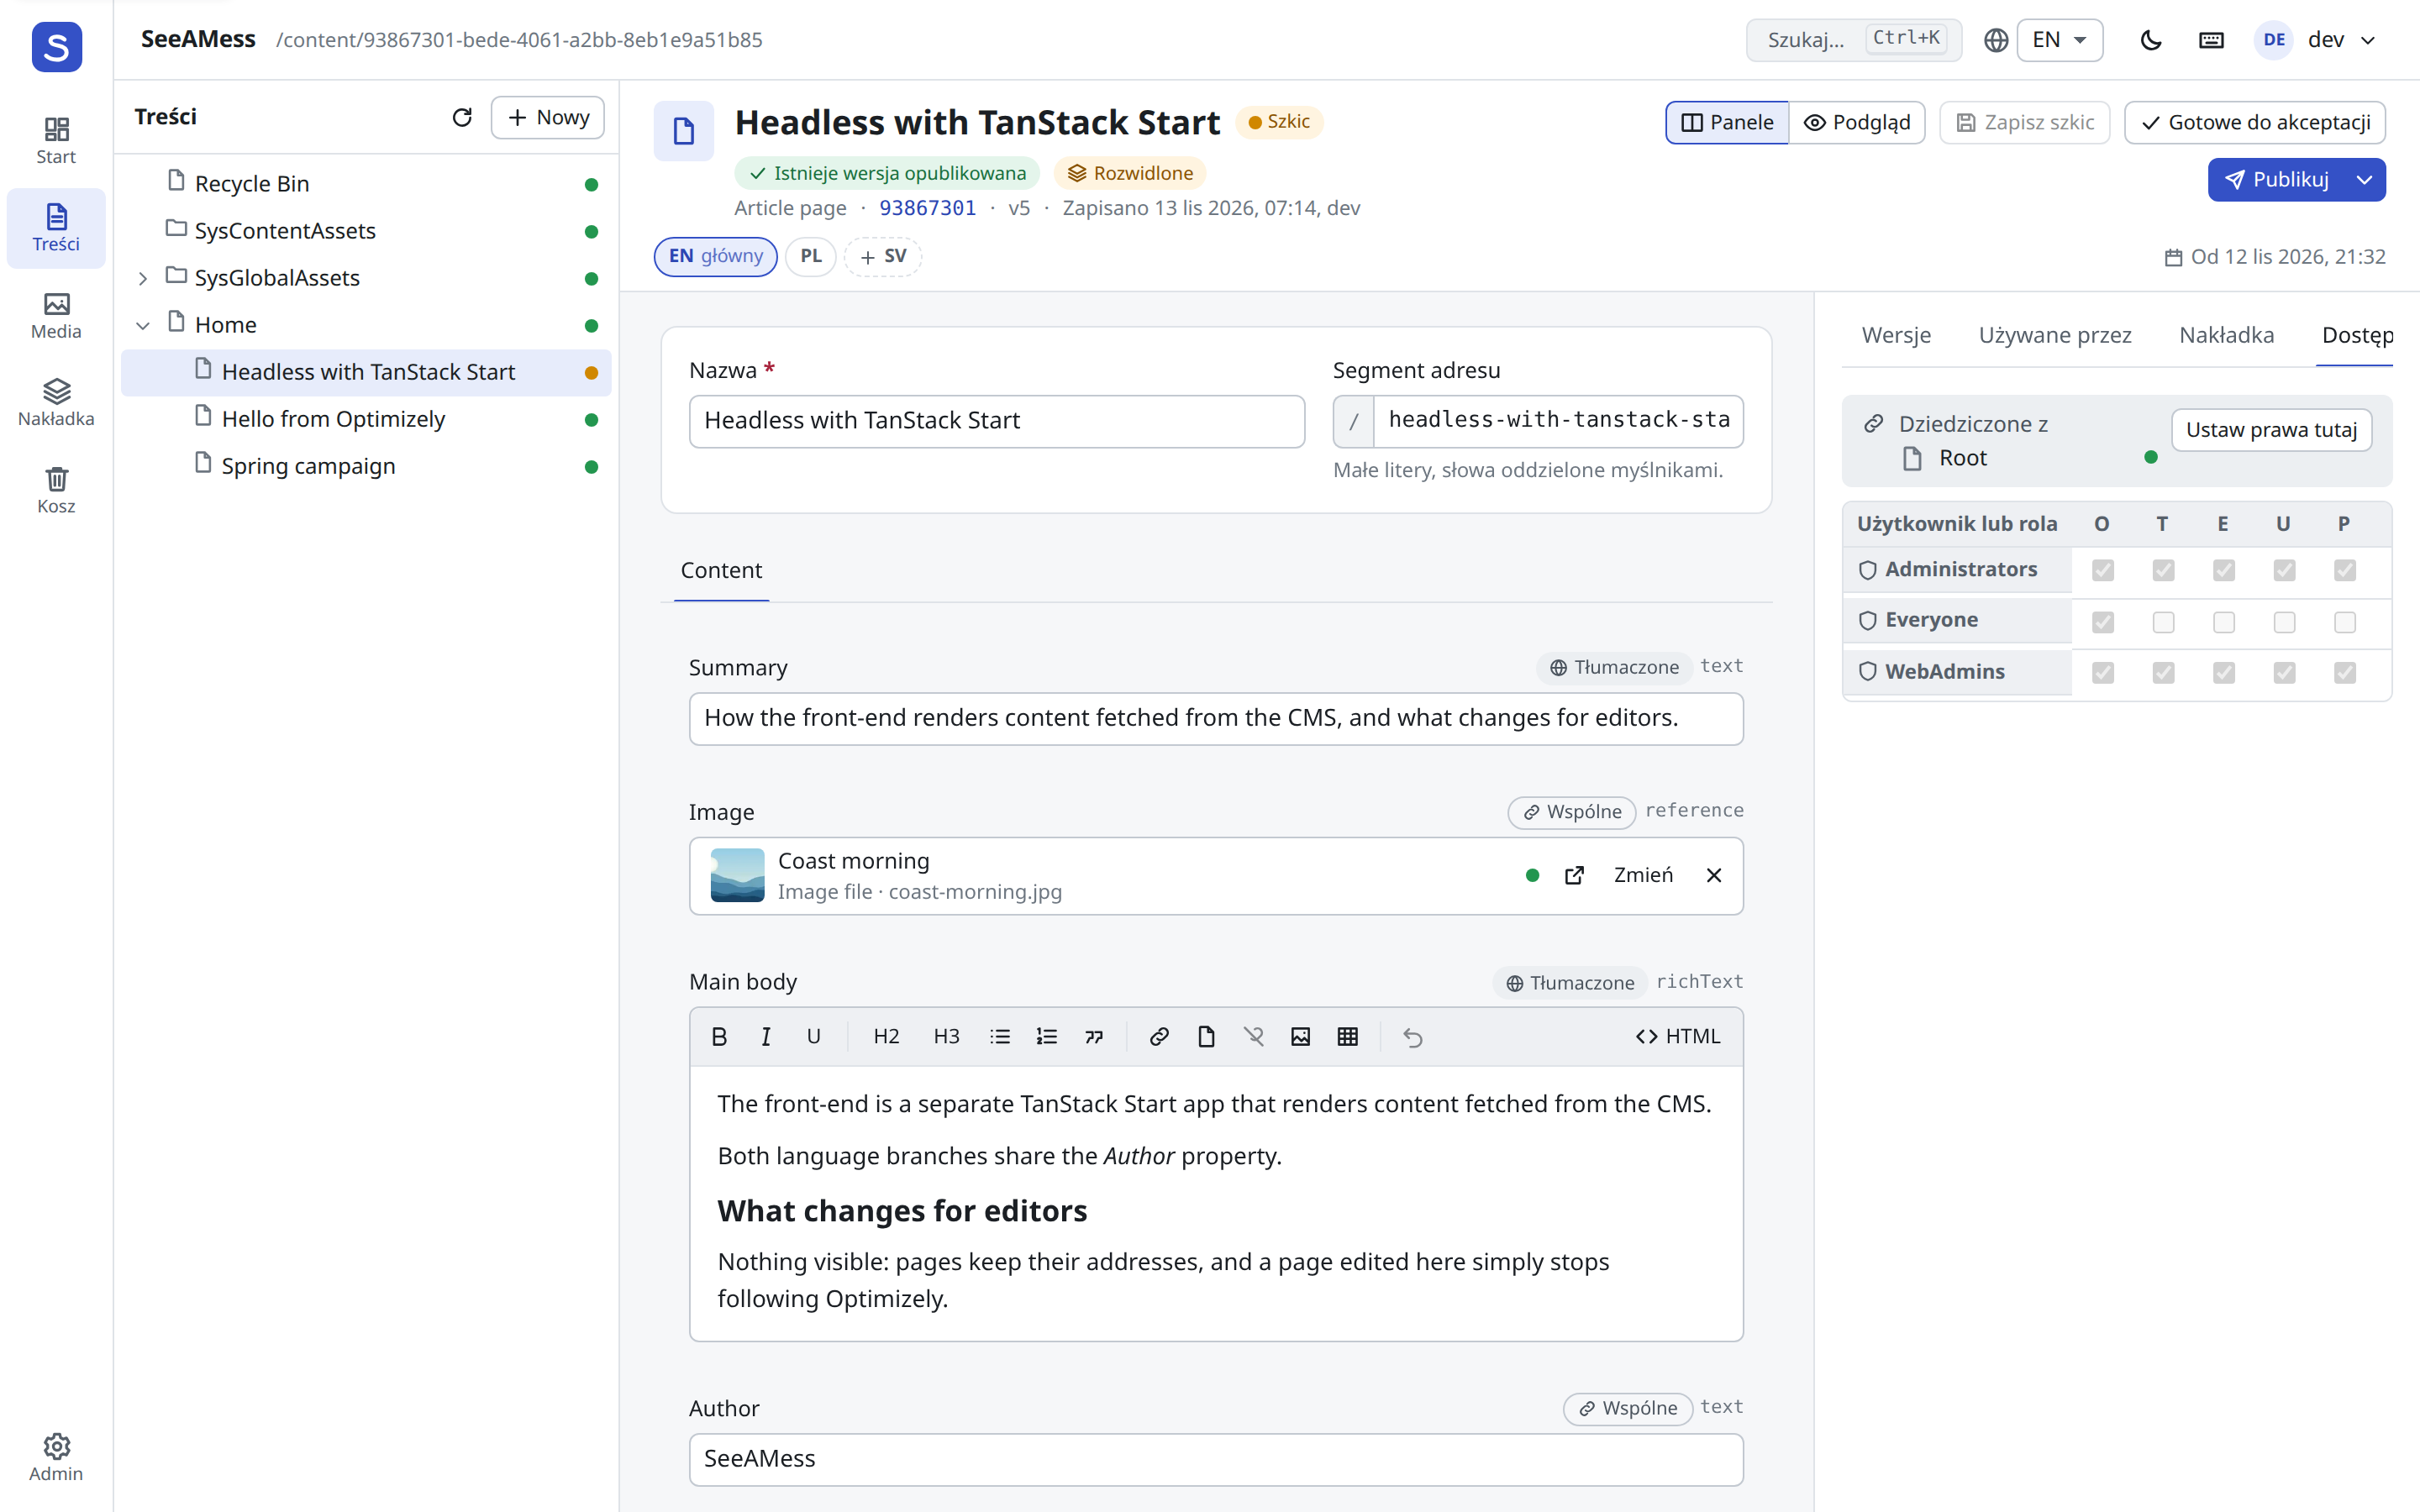 S
SeeAMess /content/93867301-bede-4061-a2bb-8eb1e9a51b85
Szukaj... Ctrl+K
EN
DE dev
Start
Treści
Media
Nakładka
Kosz
Admin
Treści
Nowy
Recycle Bin
SysContentAssets
SysGlobalAssets
Home
Headless with TanStack Start
Hello from Optimizely
Spring campaign
Headless with TanStack Start Szkic
Istnieje wersja opublikowana Rozwidlone
Article page · 93867301 · v5 · Zapisano 13 lis 2026, 07:14, dev
Panele Podgląd Zapisz szkic Gotowe do akceptacji
Publikuj
EN główny PL + SV
Od 12 lis 2026, 21:32
Nazwa *
Headless with TanStack Start
Segment adresu
/ headless-with-tanstack-sta
Małe litery, słowa oddzielone myślnikami.
Content
Summary Tłumaczone text
How the front-end renders content fetched from the CMS, and what changes for editors.
Image Wspólne reference
Coast morning
Image file · coast-morning.jpg
Zmień
Main body Tłumaczone richText
B I U H2 H3 HTML
The front-end is a separate TanStack Start app that renders content fetched from the CMS.
Both language branches share the Author property.
What changes for editors
Nothing visible: pages keep their addresses, and a page edited here simply stops
following Optimizely.
Author Wspólne text
SeeAMess
Wersje Używane przez Nakładka Dostęp
Dziedziczone z
Root
Ustaw prawa tutaj
Użytkownik lub rola O T E U P
Administrators
Everyone
WebAdmins